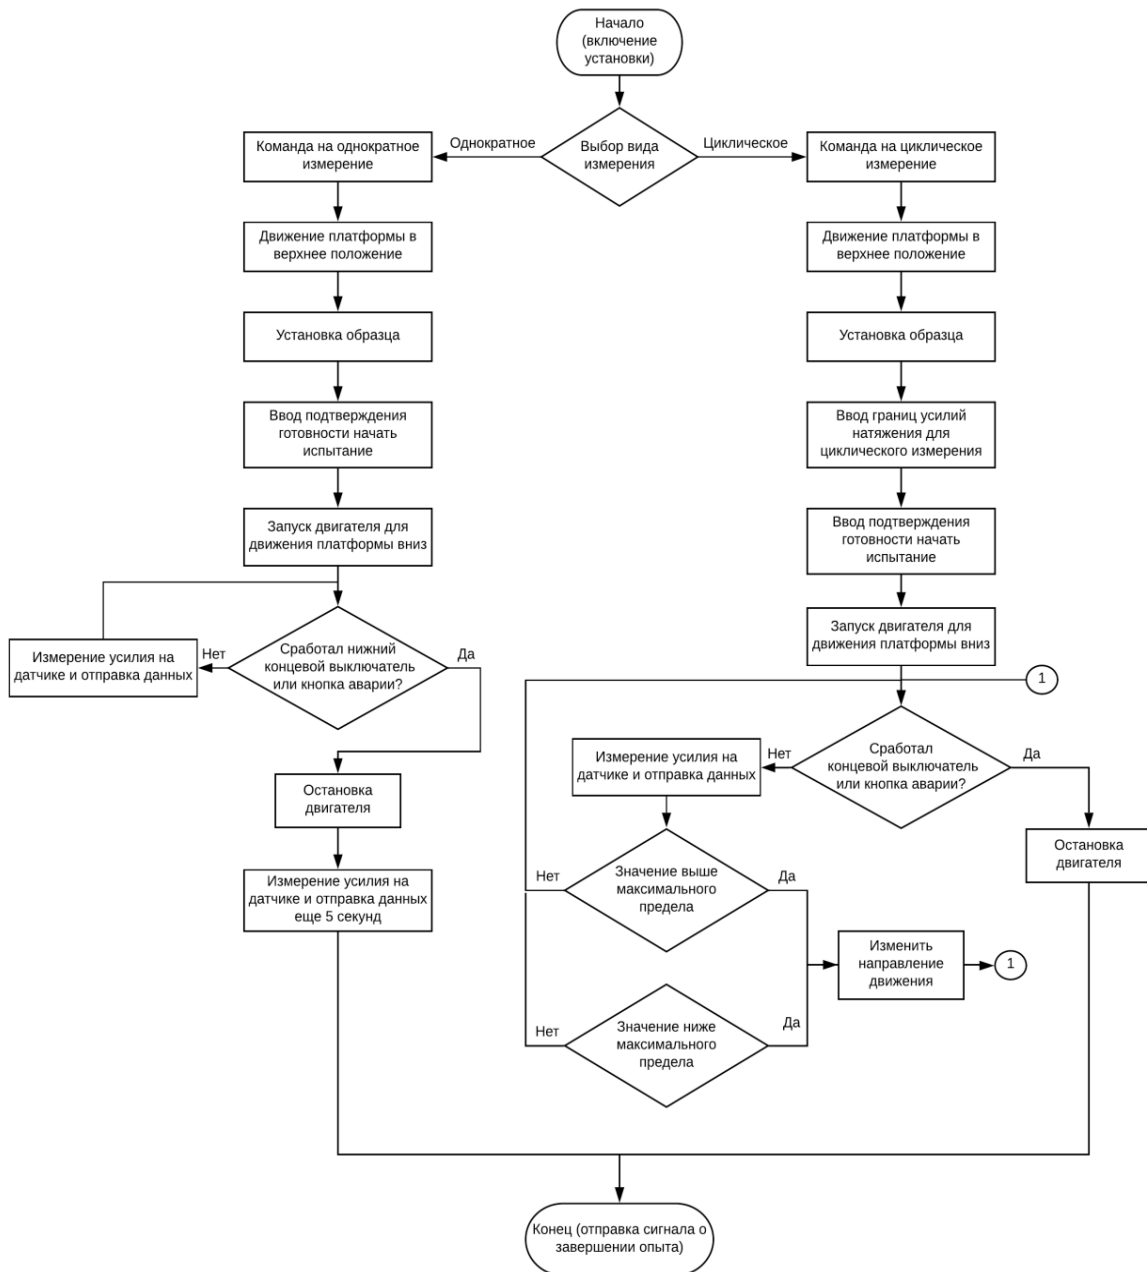 Начало
(включение
установки)
Выбор вида
измерения
Однократное
Команда на однократное
измерение
Движение платформы в
верхнее положение
Установка образца
Ввод подтверждения
готовности начать
испытание
Запуск двигателя для
движения платформы вниз
Сработал нижний
концевой выключатель
или кнопка аварии?
Нет
Измерение усилия на
датчике и отправка данных
Да
Остановка
двигателя
Измерение усилия на
датчике и отправка данных
еще 5 секунд
Циклическое
Команда на циклическое
измерение
Движение платформы в
верхнее положение
Установка образца
Ввод границ усилий
натяжения для
циклического измерения
Ввод подтверждения
готовности начать
испытание
Запуск двигателя для
движения платформы вниз
1
Сработал
концевой выключатель
или кнопка аварии?
Нет
Измерение усилия на
датчике и отправка данных
Да
Остановка
двигателя
Значение выше
максимального
предела
Нет
Да
Изменить
направление
движения
1
Значение ниже
максимального
предела
Нет
Да
Конец (отправка сигнала о
завершении опыта)